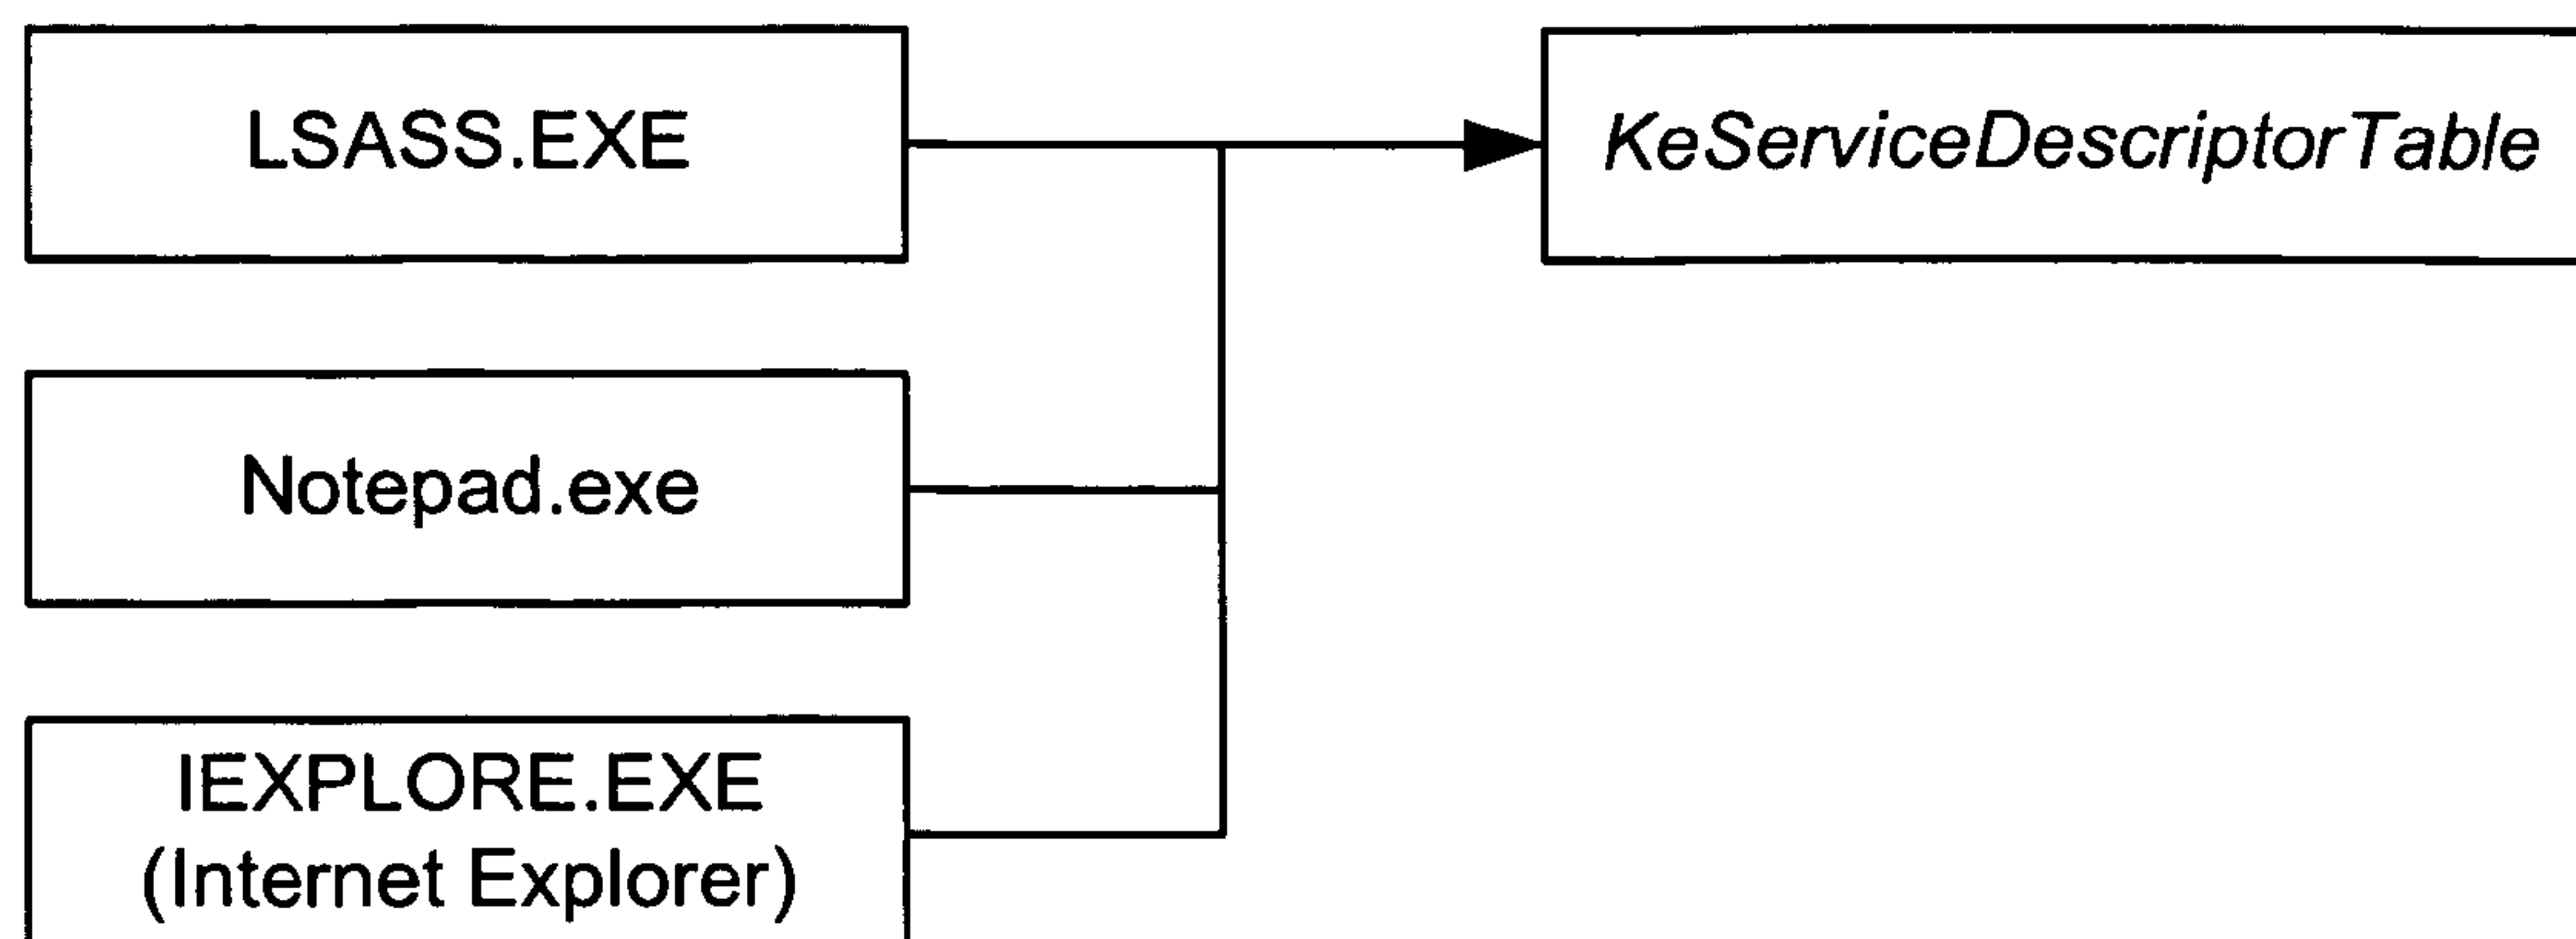 LSASS.EXE
KeServiceDescriptorTable
Notepad.exe
IEXPLORE.EXE
(Internet Explorer)